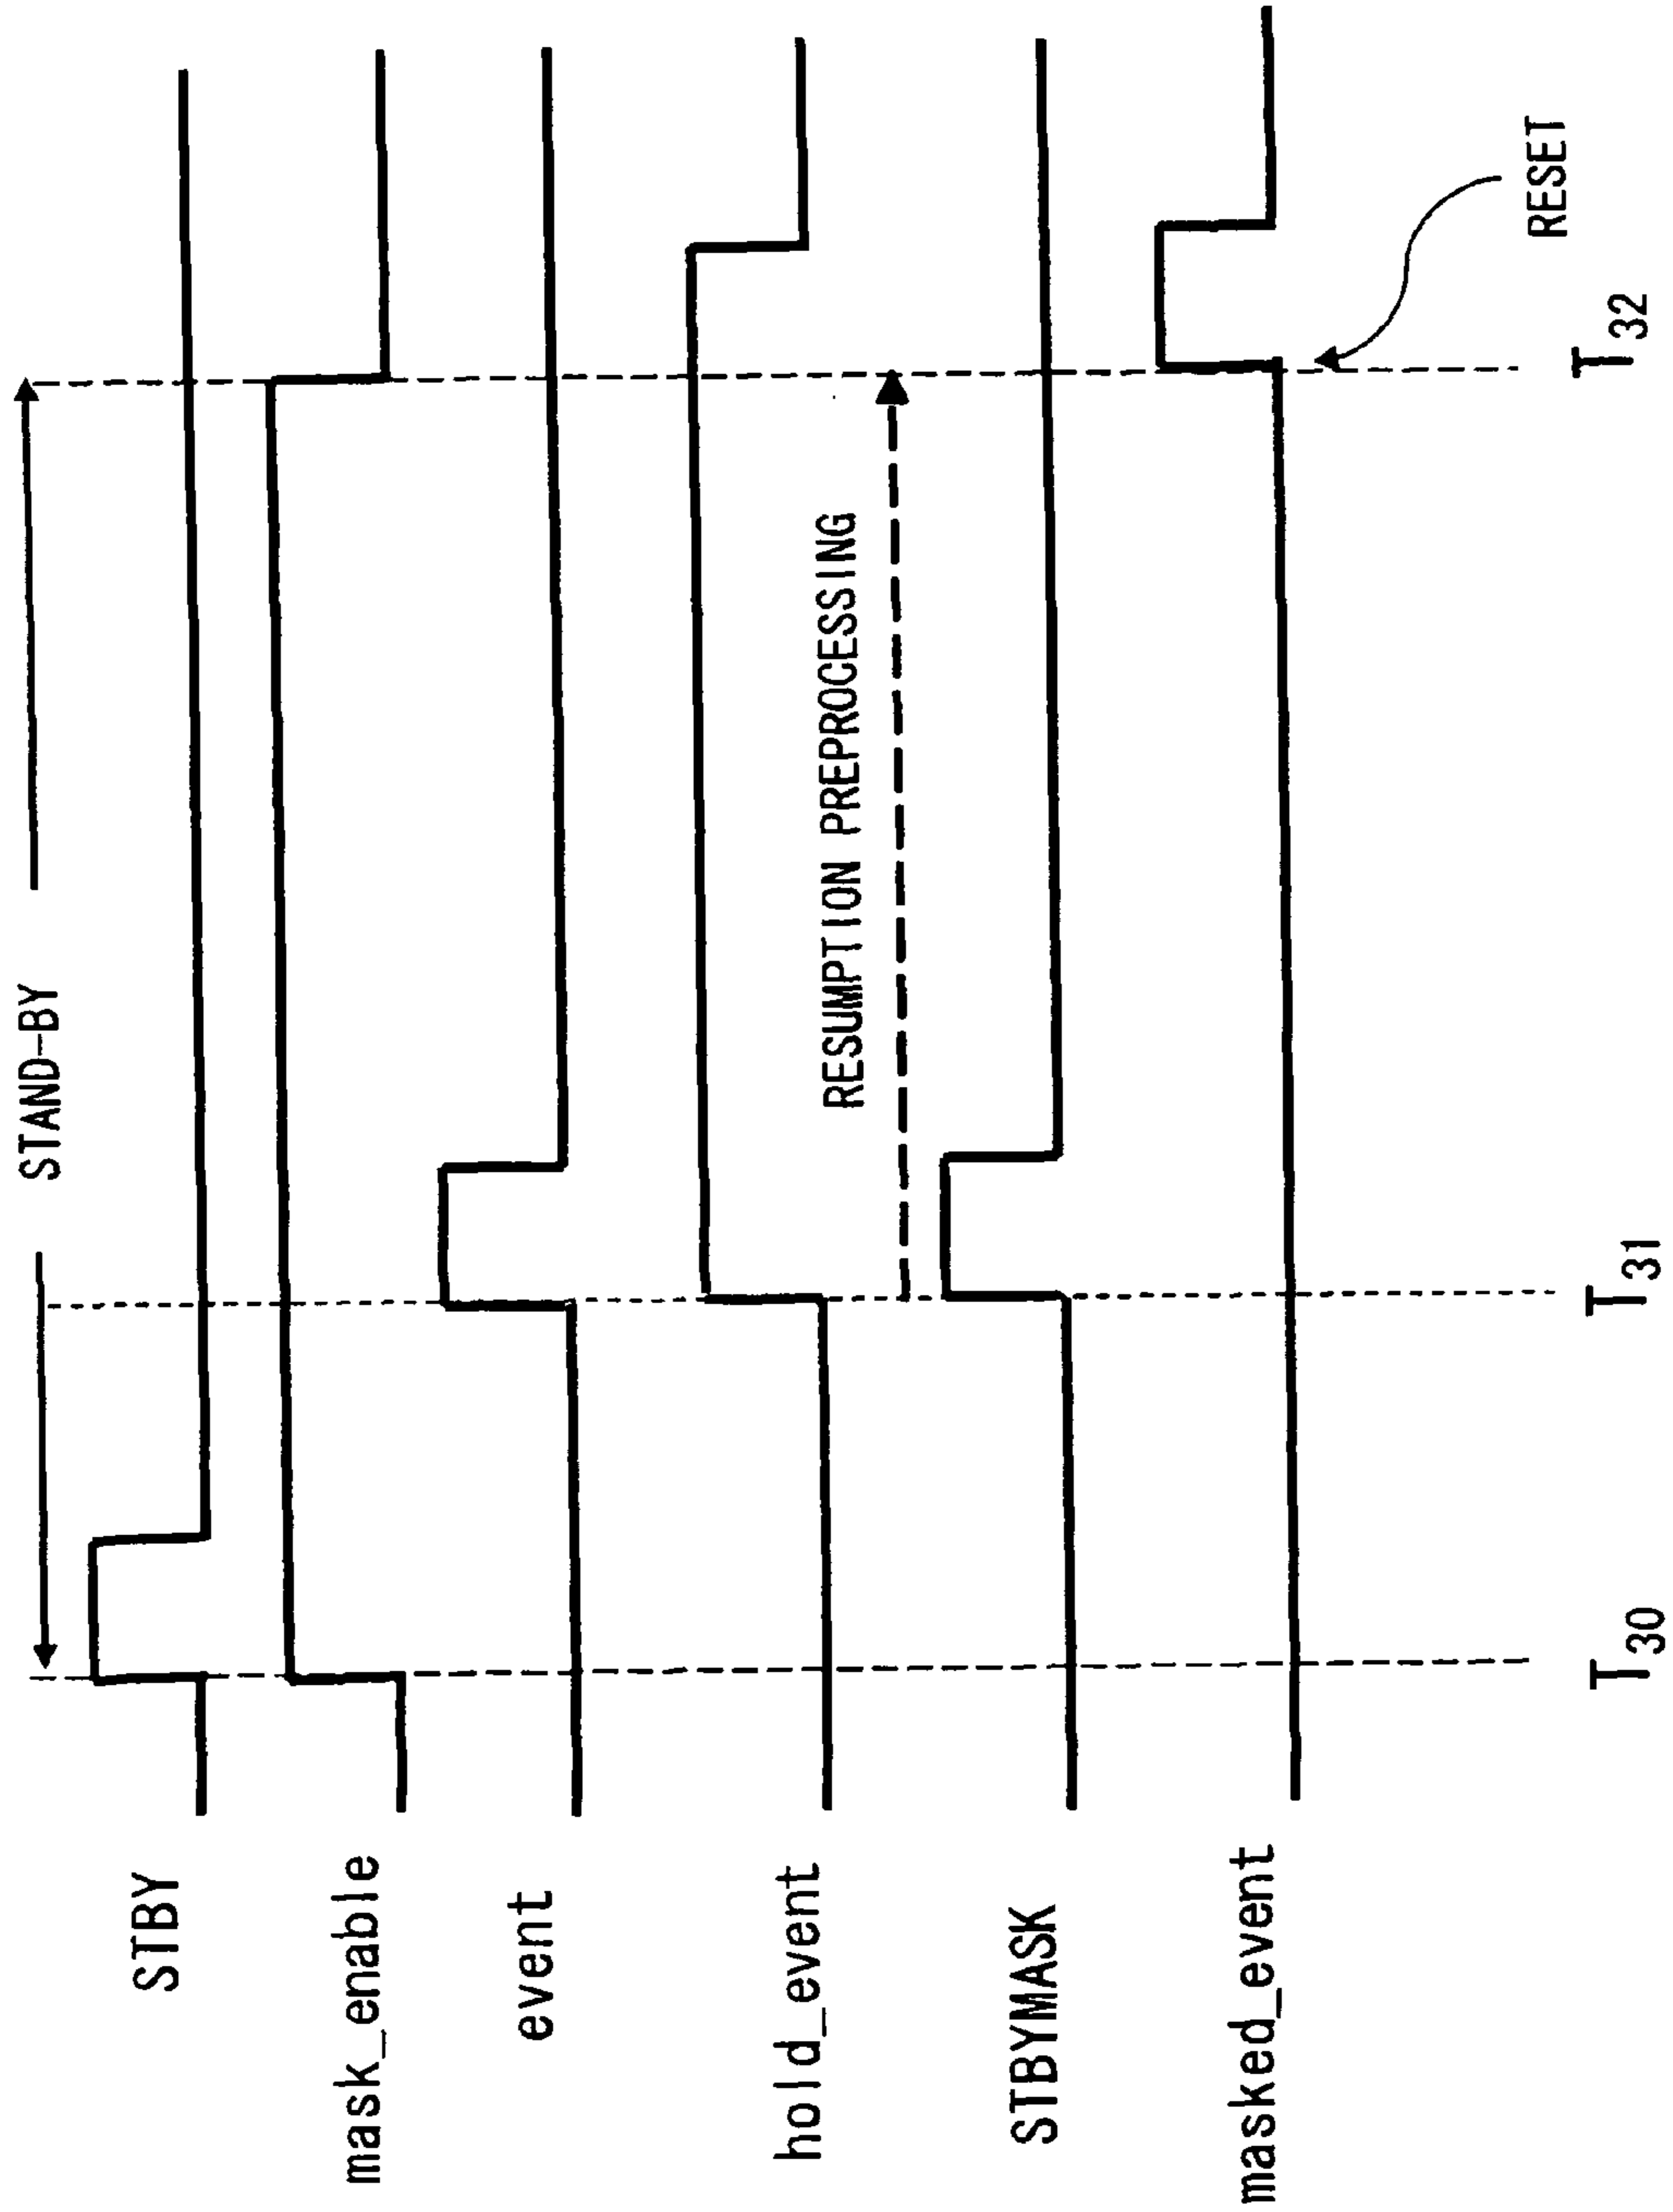 STAND-BY
STBY
mask_enable
event
hold_event
RESUMPTION PREPROCESSING
STBYMASK
masked_event
RESET
T30
T31
T32